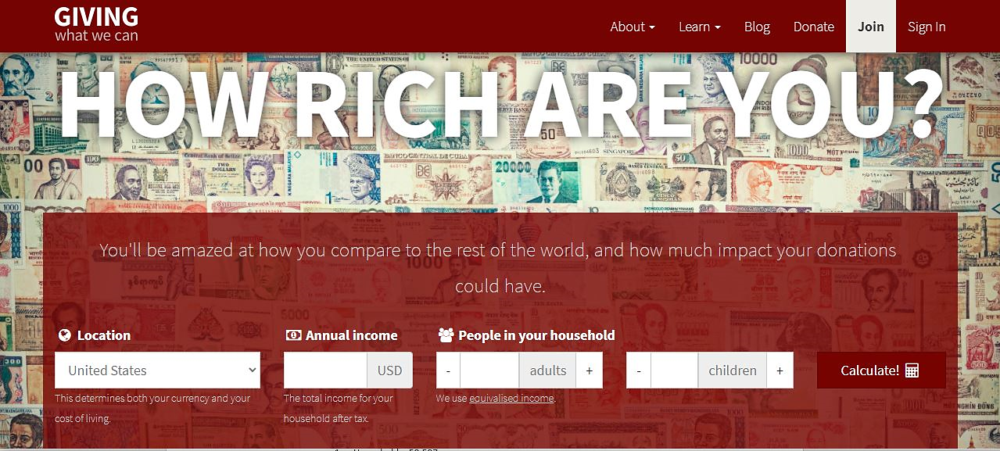 GIVING
what we can
About
Learn
Blog
Donate
Join
Sign In
HOW RICH ARE YOU?
You'll be amazed at how you compare to the rest of the world, and how much impact your donations
could have.
Location
Annual income
People in your household
United States
USD
-
adults
+
-
children
+
Calculate!
This determines both your currency and your
cost of living.
The total income for your
household after tax.
We use equivalised income.